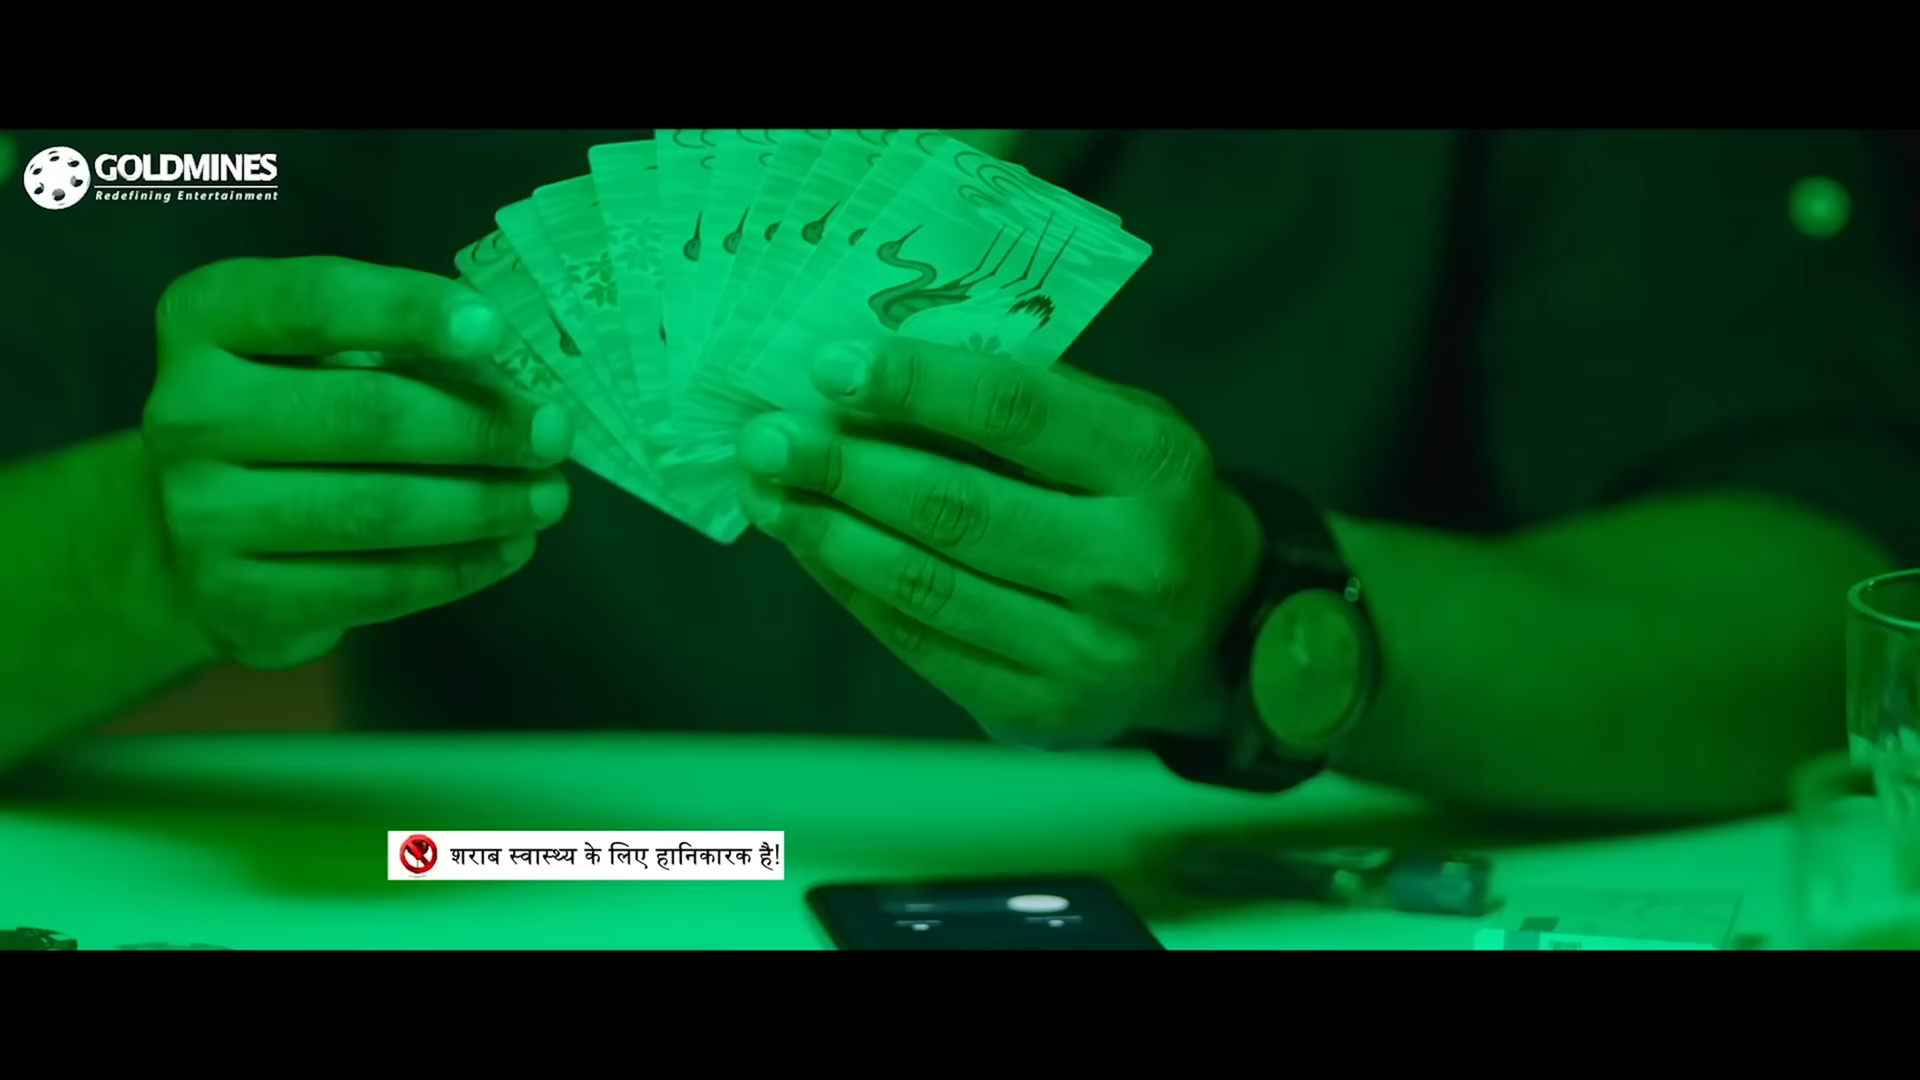 GOLDMINES
Redefining Entertainment
शराब स्वास्थ्य के लिए हानिकारक है!